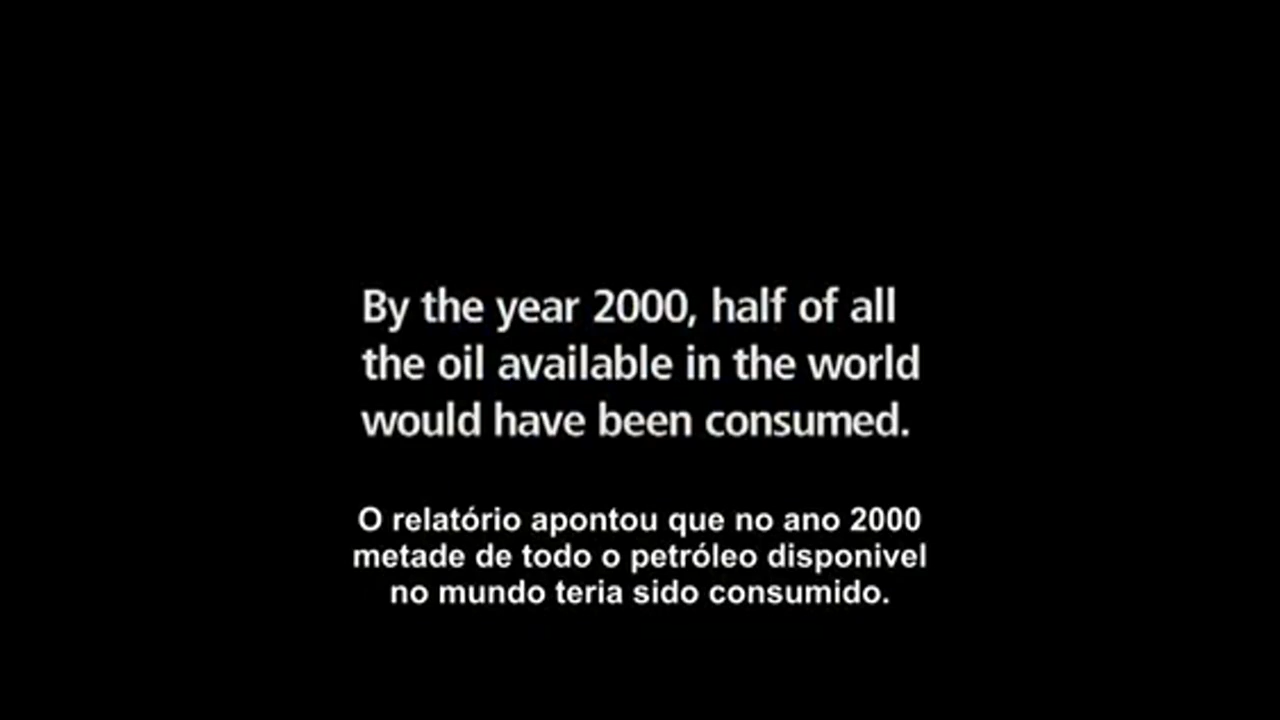 By the year 2000, half of all
the oil available in the world
would have been consumed.
O relatório apontou que no ano 2000
metade de todo o petróleo disponivel
no mundo teria sido consumido.